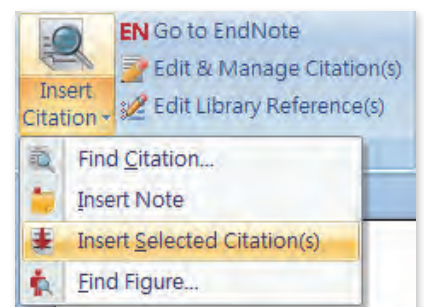 EN Go to EndNote
Edit & Manage Citation(s)
Insert
Citation
Edit Library Reference(s)
Find Citation...
Insert Note
Insert Selected Citation(s)
Find Figure...